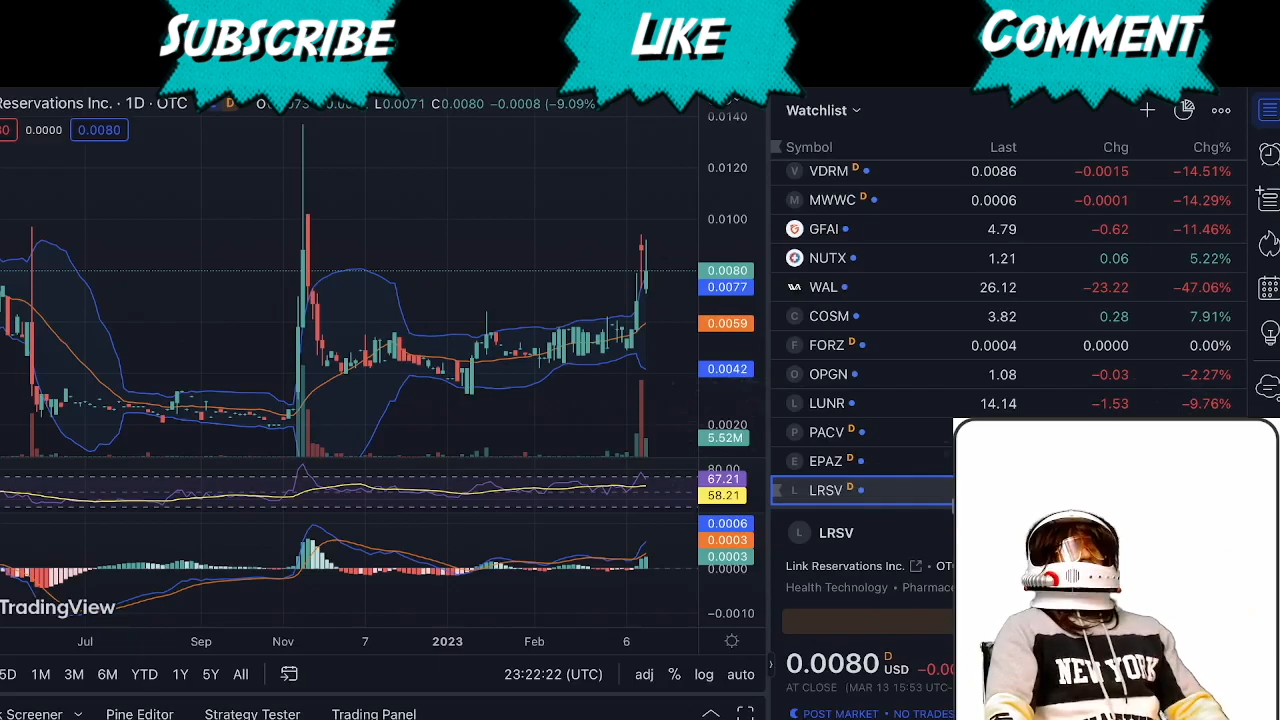 SUBSCRIBE
LIKE
COMMENT
Reservations Inc. · 1D · OTC D L0.0071 C0.0080 −0.0008 (−9.09%)
0.0000 0.0080
0.0140
0.0120
0.0100
0.0080
0.0077
0.0059
0.0042
0.0020
5.52M
80.00
67.21
58.21
0.0006
0.0003
0.0003
0.0000
−0.0010
TradingView
Jul Sep Nov 7 2023 Feb 6
5D 1M 3M 6M YTD 1Y 5Y All 23:22:22 (UTC) adj % log auto
Screener Pine Editor Strategy Tester Trading Panel
Watchlist
Symbol Last Chg Chg%
V VDRM D 0.0086 −0.0015 −14.51%
M MWWC D 0.0006 −0.0001 −14.29%
GFAI 4.79 −0.62 −11.46%
NUTX 1.21 0.06 5.22%
WAL 26.12 −23.22 −47.06%
C COSM 3.82 0.28 7.91%
F FORZ D 0.0004 0.0000 0.00%
O OPGN 1.08 −0.03 −2.27%
L LUNR 14.14 −1.53 −9.76%
P PACV D
E EPAZ D
L LRSV D
L LRSV
Link Reservations Inc.
Health Technology ·
0.0080 D USD
AT CLOSE (MAR 13 15:53
POST MARKET · NO
NEW YORK